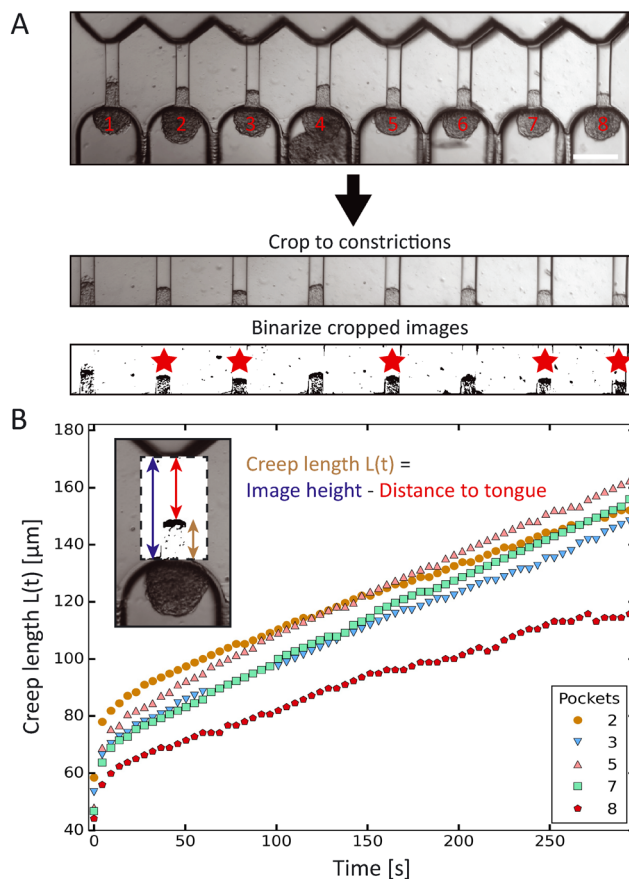 A
1 2 3 4 5 6 7 8
Crop to constrictions
Binarize cropped images
B
Creep length L(t) =
Image height - Distance to tongue
Creep length L(t) [μm]
180
160
140
120
100
80
60
40
0 50 100 150 200 250
Time [s]
Pockets
2
3
5
7
8